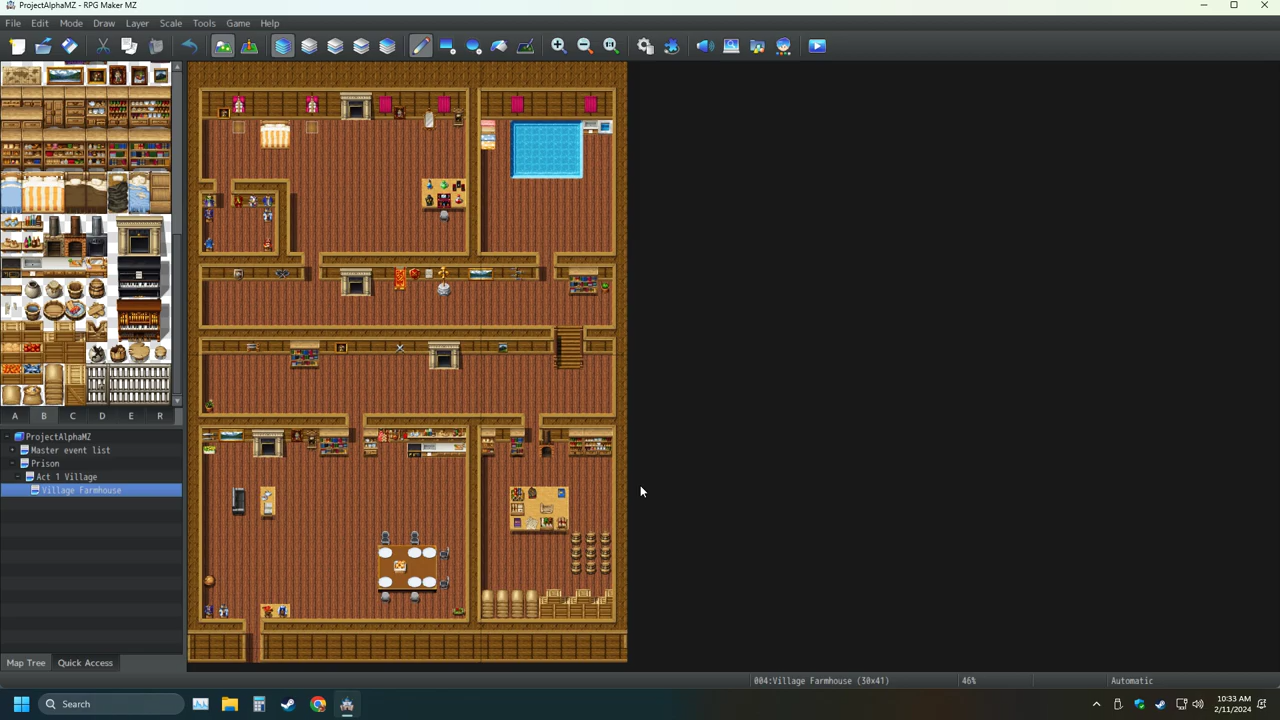 ProjectAlphaMZ - RPG Maker MZ
File Edit Mode Draw Layer Scale Tools Game Help
A B C D E R
ProjectAlphaMZ
Master event list
Prison
Act 1 Village
Village Farmhouse
Map Tree Quick Access
004:Village Farmhouse (30x41) 46% Automatic
Search
10:33 AM
2/11/2024